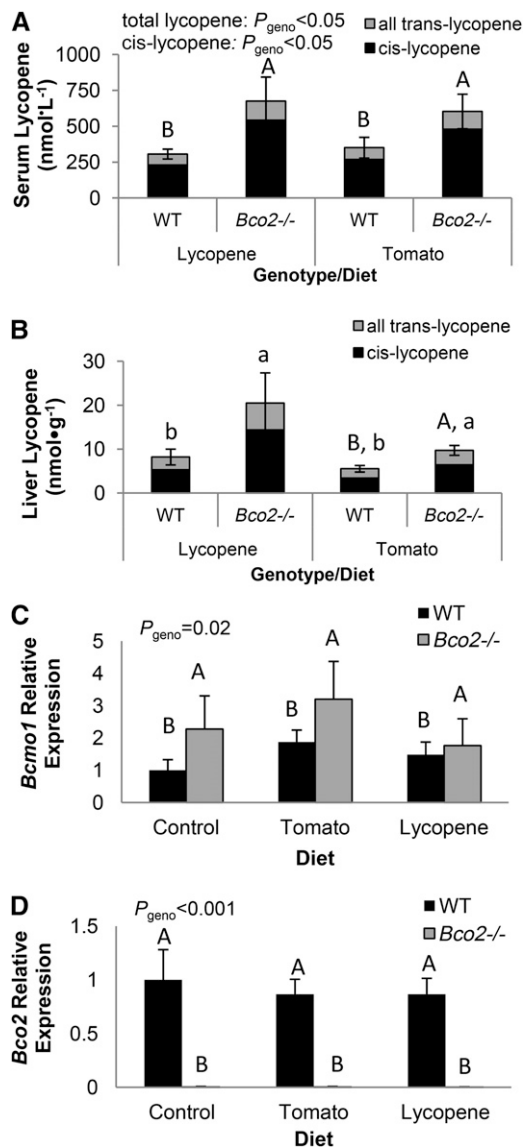 A
total lycopene: Pgeno<0.05
cis-lycopene: Pgeno<0.05
all trans-lycopene
cis-lycopene
Serum Lycopene
(nmol•L-1)
1000
750
500
250
0
B
A
B
A
WT
Bco2-/-
WT
Bco2-/-
Lycopene
Tomato
Genotype/Diet
B
all trans-lycopene
cis-lycopene
Liver Lycopene
(nmol•g-1)
30
20
10
0
b
a
B, b
A, a
WT
Bco2-/-
WT
Bco2-/-
Lycopene
Tomato
Genotype/Diet
C
Pgeno=0.02
WT
Bco2-/-
Bcmo1 Relative
Expression
5
4
3
2
1
0
B
A
B
A
B
A
Control
Tomato
Lycopene
Diet
D
Pgeno<0.001
WT
Bco2-/-
Bco2 Relative
Expression
1.5
1
0.5
0
A
B
A
B
A
B
Control
Tomato
Lycopene
Diet